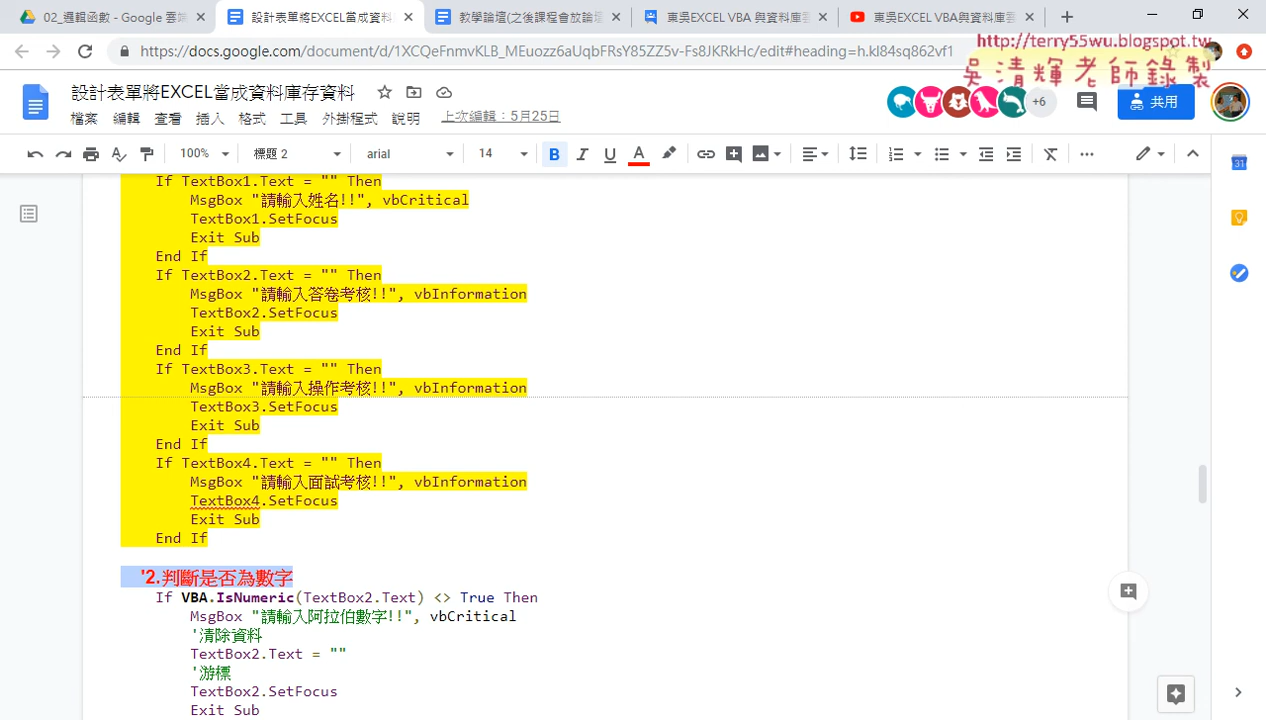 02_邏輯函數 - Google 雲端
設計表單將EXCEL當成資料
教學論壇(之後課程會放論壇
東吳EXCEL VBA 與資料庫雲
東吳EXCEL VBA與資料庫雲
https://docs.google.com/document/d/1XCQeFnmvKLB_MEuozz6aUqbFRsY85ZZ5v-Fs8JKRkHc/edit#heading=h.kl84sq862vf1
http://terry55wu.blogspot.tw
吳清輝老師錄製
設計表單將EXCEL當成資料庫存資料
檔案 編輯 查看 插入 格式 工具 外掛程式 說明 上次編輯：5月25日
+6
共用
100% 標題 2 arial 14 B I U A
31
If TextBox1.Text = "" Then
MsgBox "請輸入姓名!!", vbCritical
TextBox1.SetFocus
Exit Sub
End If
If TextBox2.Text = "" Then
MsgBox "請輸入答卷考核!!", vbInformation
TextBox2.SetFocus
Exit Sub
End If
If TextBox3.Text = "" Then
MsgBox "請輸入操作考核!!", vbInformation
TextBox3.SetFocus
Exit Sub
End If
If TextBox4.Text = "" Then
MsgBox "請輸入面試考核!!", vbInformation
TextBox4.SetFocus
Exit Sub
End If
'2.判斷是否為數字
If VBA.IsNumeric(TextBox2.Text) <> True Then
MsgBox "請輸入阿拉伯數字!!", vbCritical
'清除資料
TextBox2.Text = ""
'游標
TextBox2.SetFocus
Exit Sub